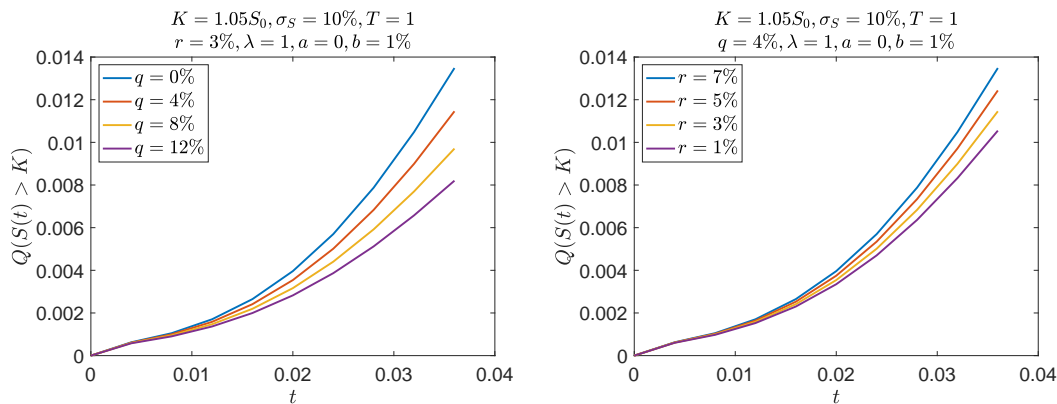 K = 1.05S₀, σ_S = 10%, T = 1
r = 3%, λ = 1, a = 0, b = 1%
0.014
0.012
0.01
0.008
0.006
0.004
0.002
0
Q(S(t) > K)
q = 0%
q = 4%
q = 8%
q = 12%
0 0.01 0.02 0.03 0.04
t
K = 1.05S₀, σ_S = 10%, T = 1
q = 4%, λ = 1, a = 0, b = 1%
0.014
0.012
0.01
0.008
0.006
0.004
0.002
0
Q(S(t) > K)
r = 7%
r = 5%
r = 3%
r = 1%
0 0.01 0.02 0.03 0.04
t